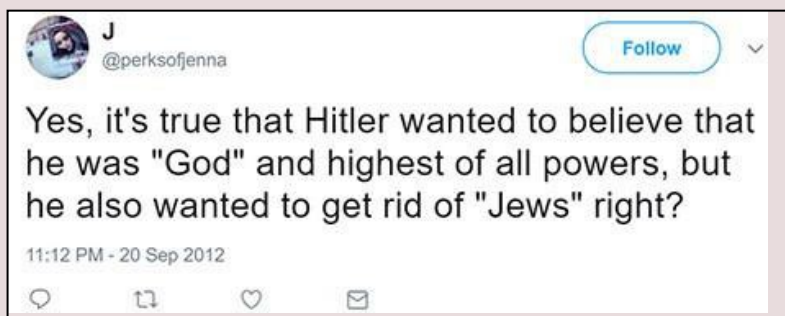 J
@perksofjenna
Follow
Yes, it's true that Hitler wanted to believe that
he was "God" and highest of all powers, but
he also wanted to get rid of "Jews" right?
11:12 PM - 20 Sep 2012